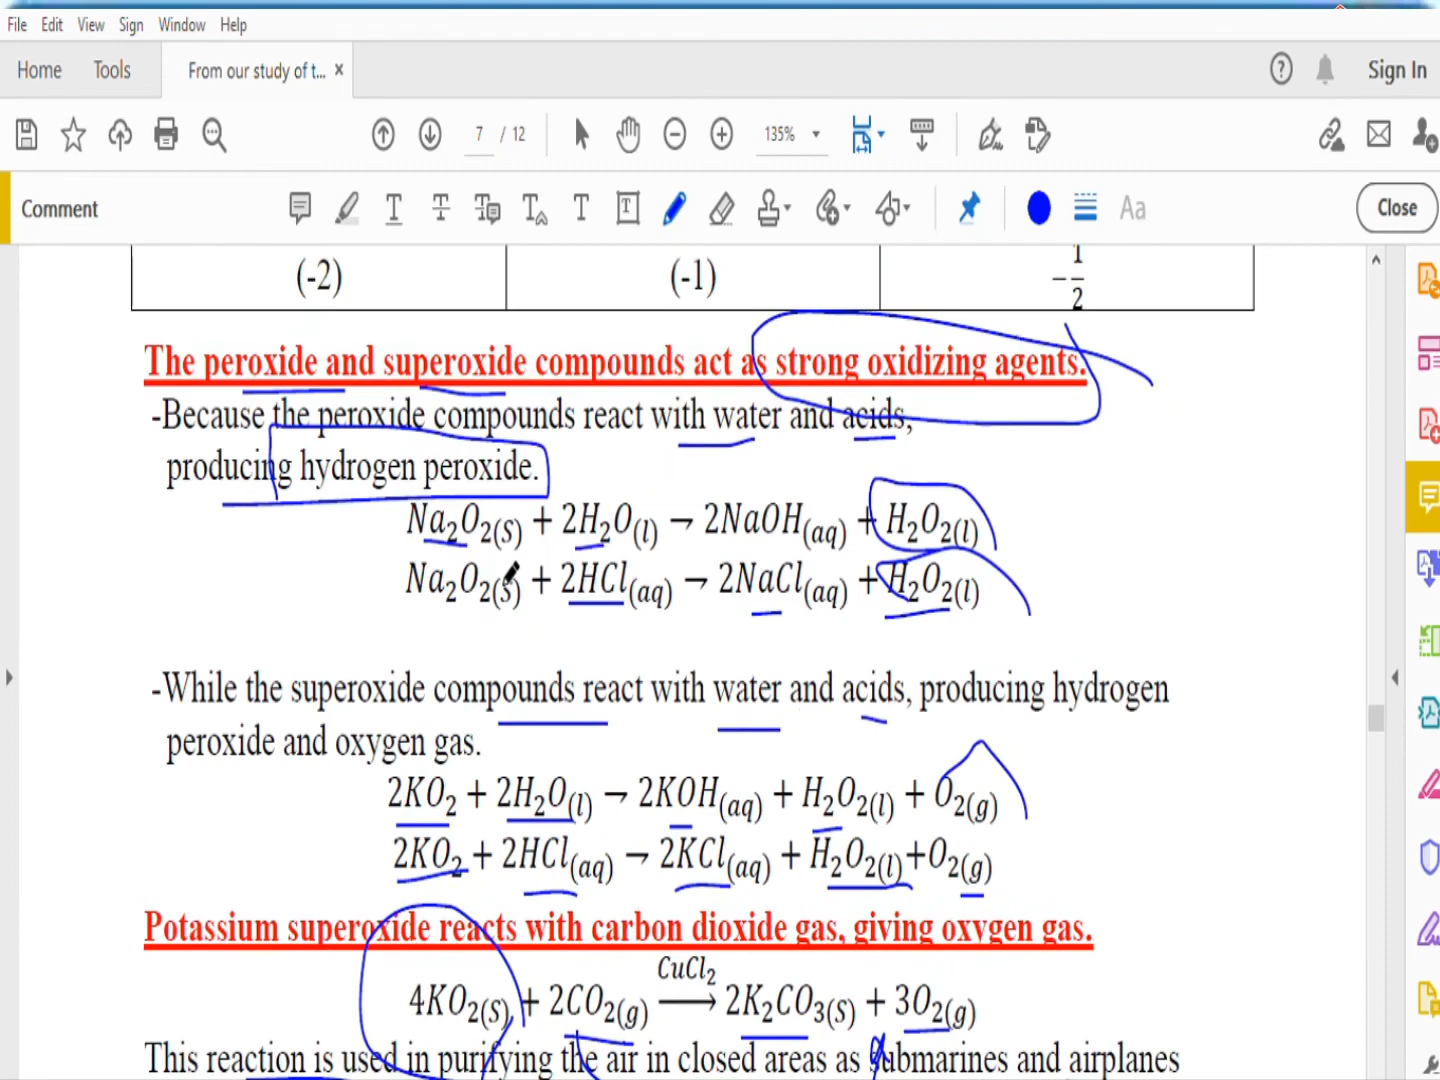 File Edit View Sign Window Help
Home Tools From our study of t... × ? Sign In
7 / 12 135%
Comment T T T T T T Aa Close
(-2) (-1) −1/2
The peroxide and superoxide compounds act as strong oxidizing agents.
-Because the peroxide compounds react with water and acids,
producing hydrogen peroxide.
Na₂O₂(s) + 2H₂O(l) → 2NaOH(aq) + H₂O₂(l)
Na₂O₂(s) + 2HCl(aq) → 2NaCl(aq) + H₂O₂(l)
-While the superoxide compounds react with water and acids, producing hydrogen
peroxide and oxygen gas.
2KO₂ + 2H₂O(l) → 2KOH(aq) + H₂O₂(l) + O₂(g)
2KO₂ + 2HCl(aq) → 2KCl(aq) + H₂O₂(l)+O₂(g)
Potassium superoxide reacts with carbon dioxide gas, giving oxygen gas.
CuCl₂
4KO₂(s) + 2CO₂(g) ⟶ 2K₂CO₃(s) + 3O₂(g)
This reaction is used in purifying the air in closed areas as submarines and airplanes